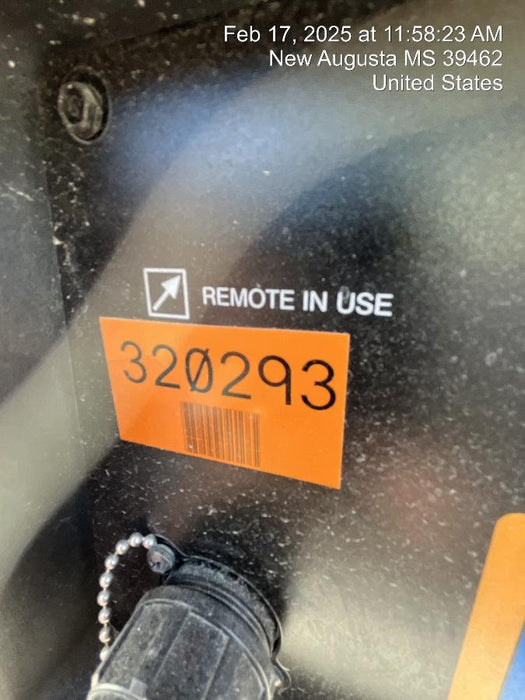 Feb 17, 2025 at 11:58:23 AM
New Augusta MS 39462
United States
REMOTE IN USE
320293